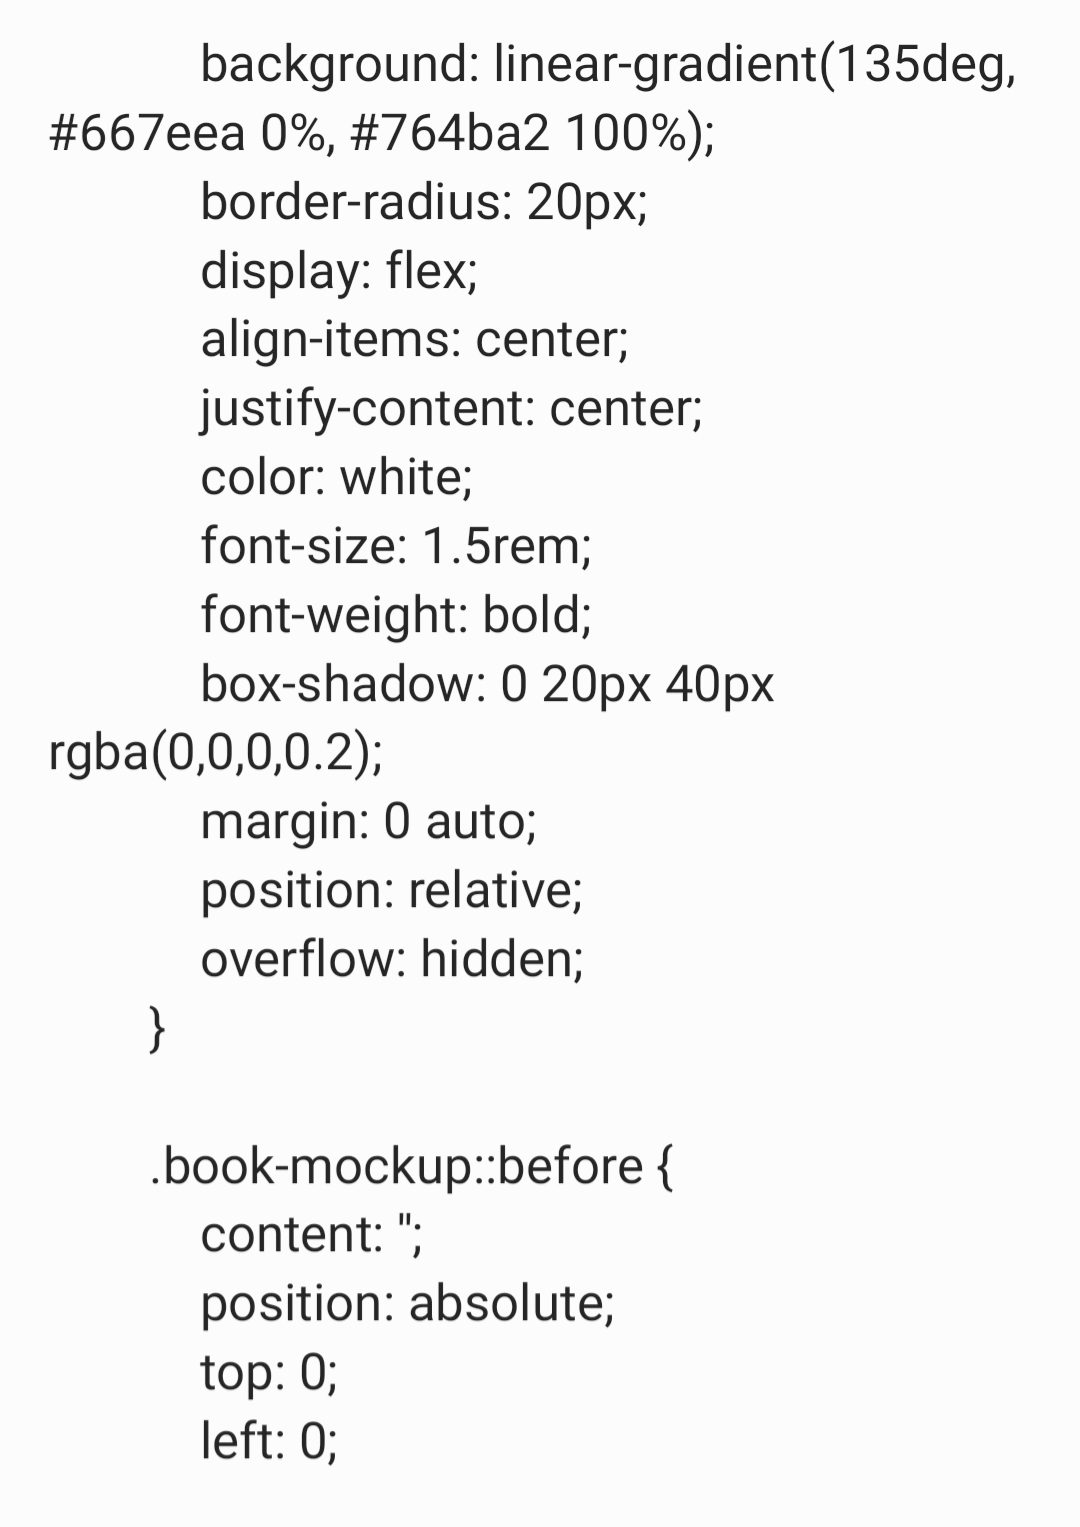 background: linear-gradient(135deg,
#667eea 0%, #764ba2 100%);
border-radius: 20px;
display: flex;
align-items: center;
justify-content: center;
color: white;
font-size: 1.5rem;
font-weight: bold;
box-shadow: 0 20px 40px
rgba(0,0,0,0.2);
margin: 0 auto;
position: relative;
overflow: hidden;
}
.book-mockup::before {
content: '';
position: absolute;
top: 0;
left: 0;